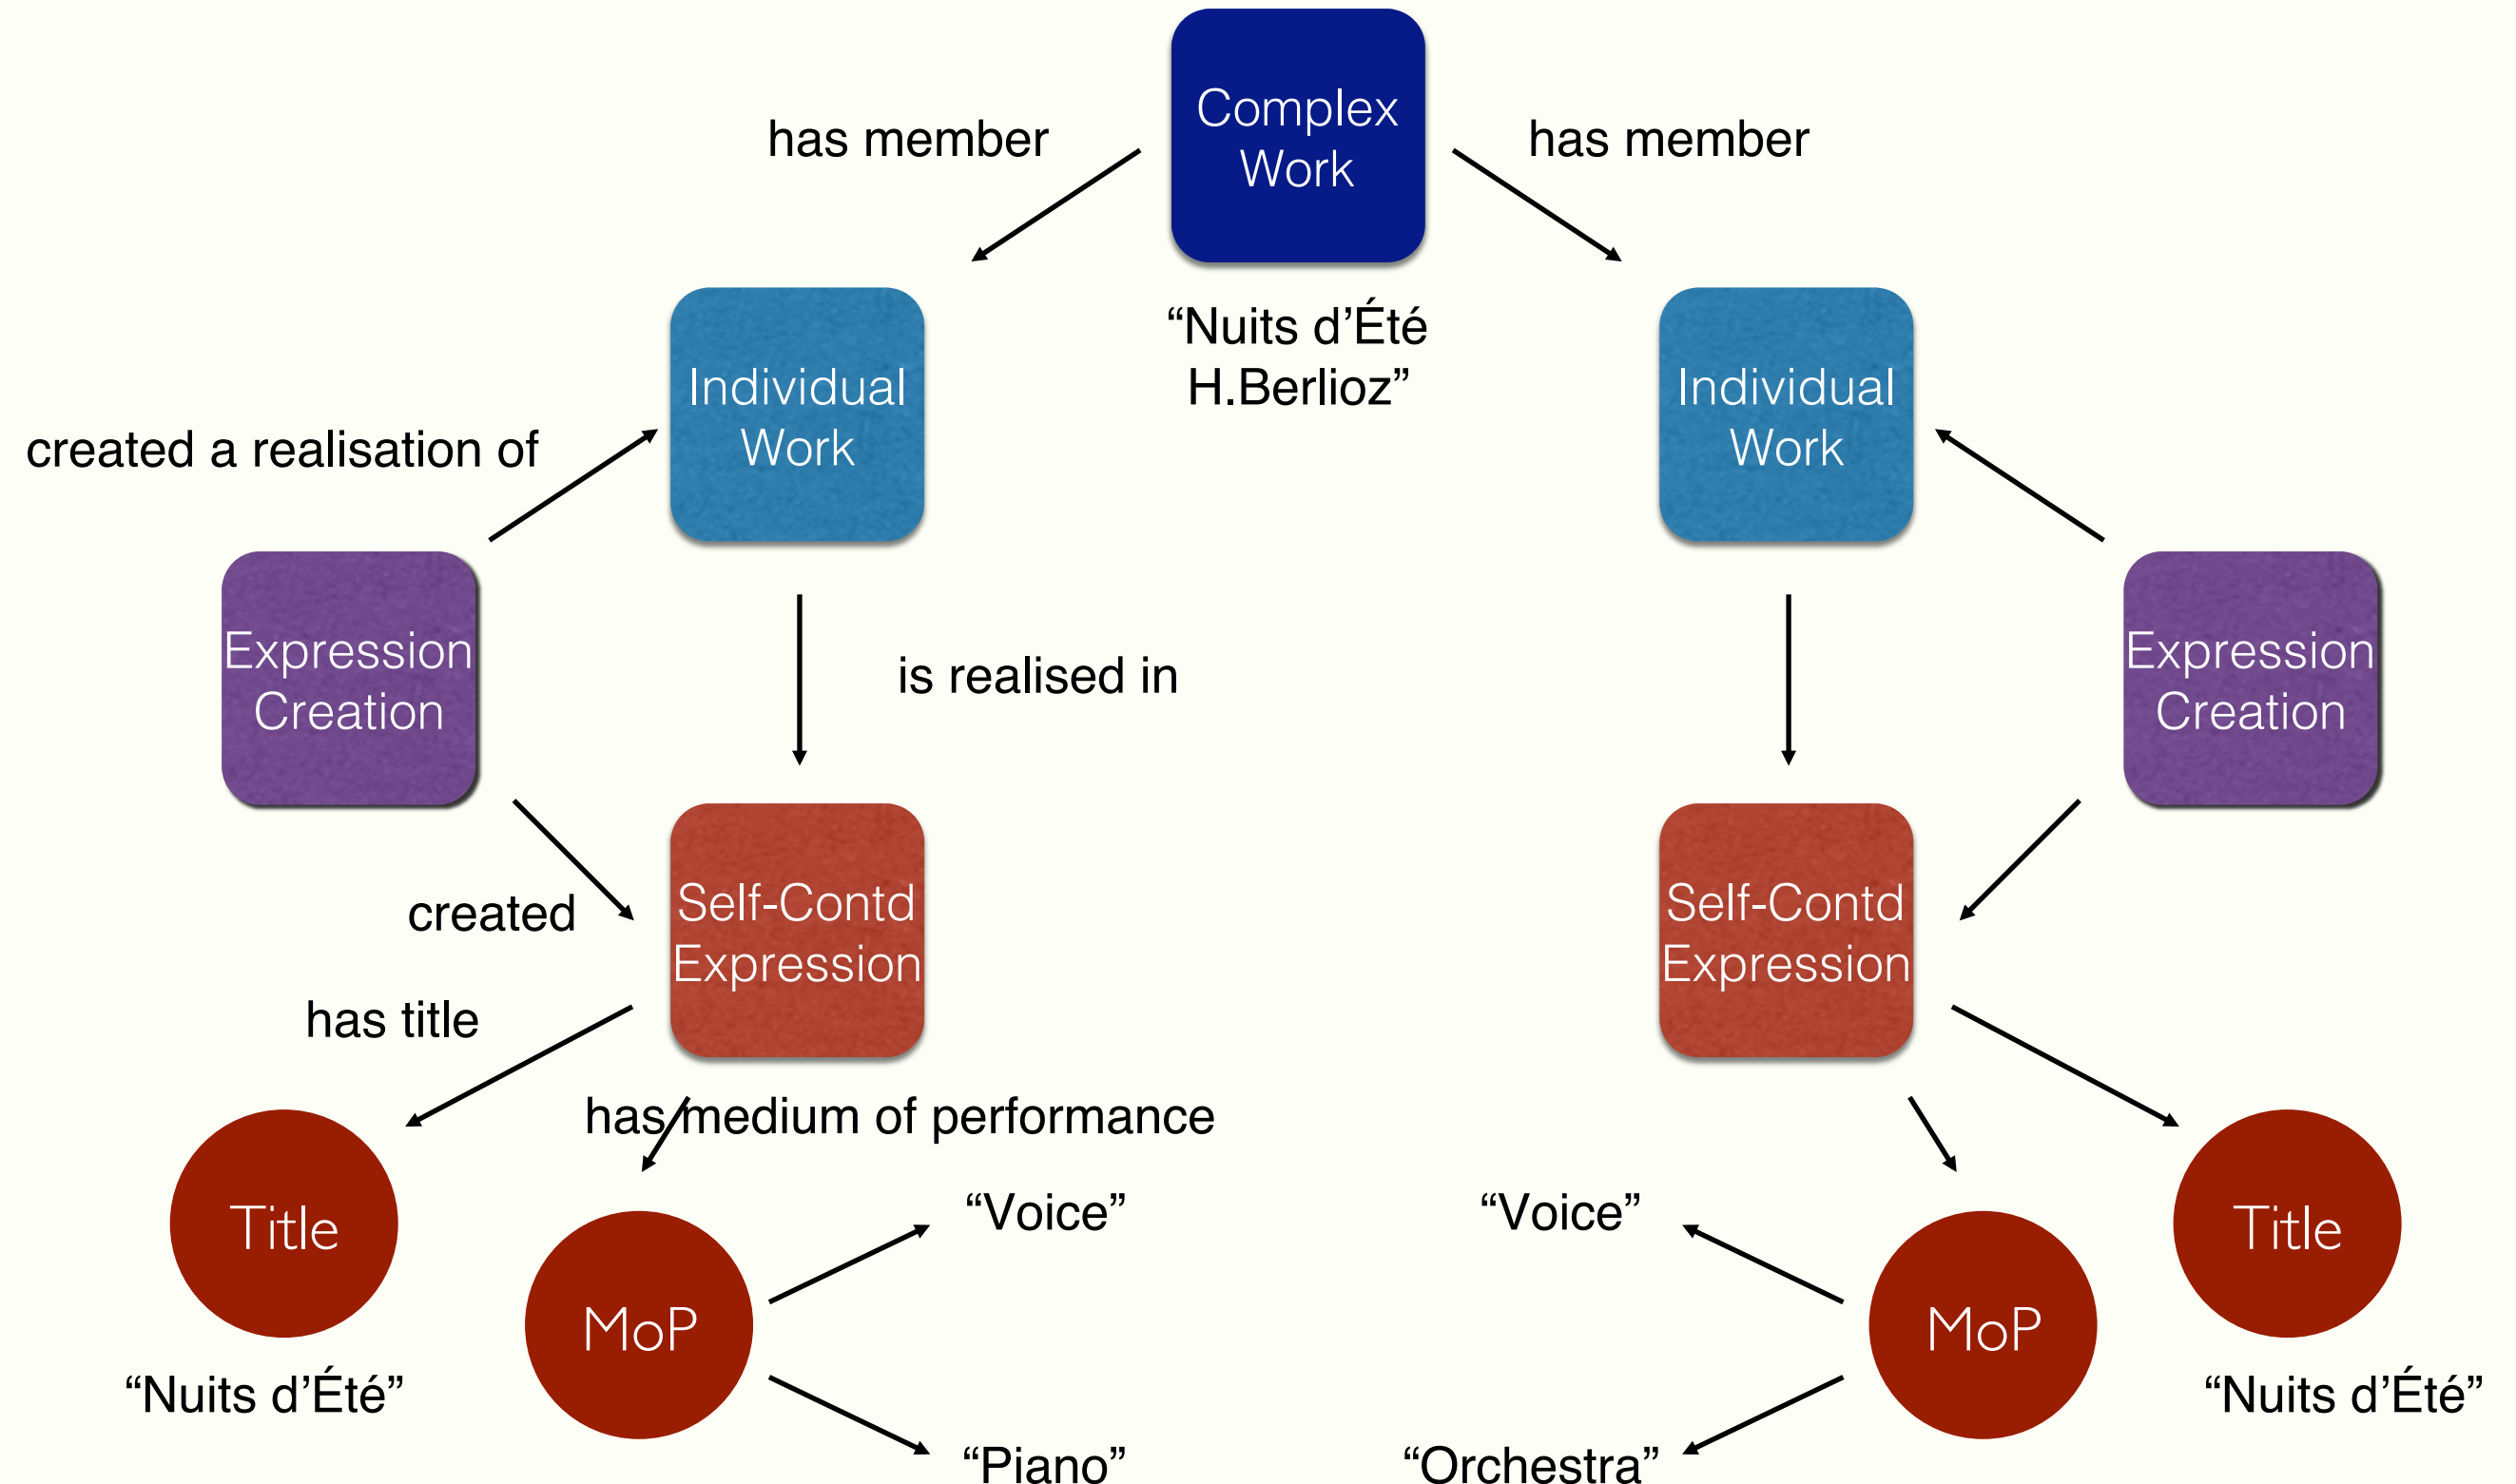 Complex
Work
has member
has member
“Nuits d’Été
H.Berlioz”
Individual
Work
Individual
Work
created a realisation of
Expression
Creation
is realised in
Expression
Creation
Self-Contd
Expression
Self-Contd
Expression
created
has title
has medium of performance
Title
“Voice”
“Voice”
Title
MoP
MoP
“Nuits d’Été”
“Nuits d’Été”
“Piano”
“Orchestra”